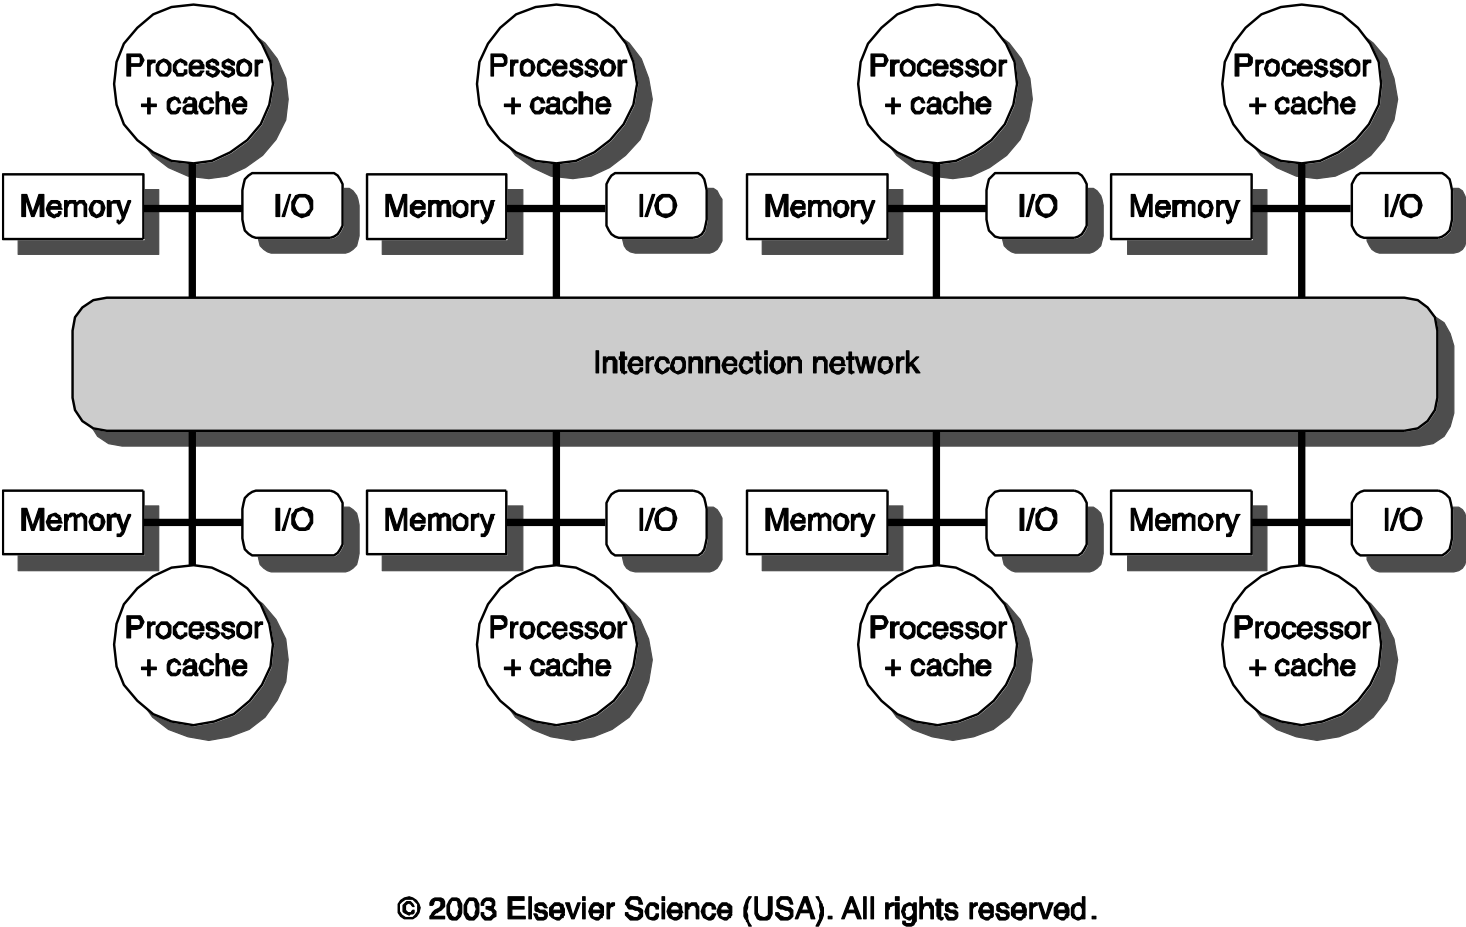 Processor
+ cache
Processor
+ cache
Processor
+ cache
Processor
+ cache
Memory
I/O
Memory
I/O
Memory
I/O
Memory
I/O
Interconnection network
Memory
I/O
Memory
I/O
Memory
I/O
Memory
I/O
Processor
+ cache
Processor
+ cache
Processor
+ cache
Processor
+ cache
© 2003 Elsevier Science (USA). All rights reserved.